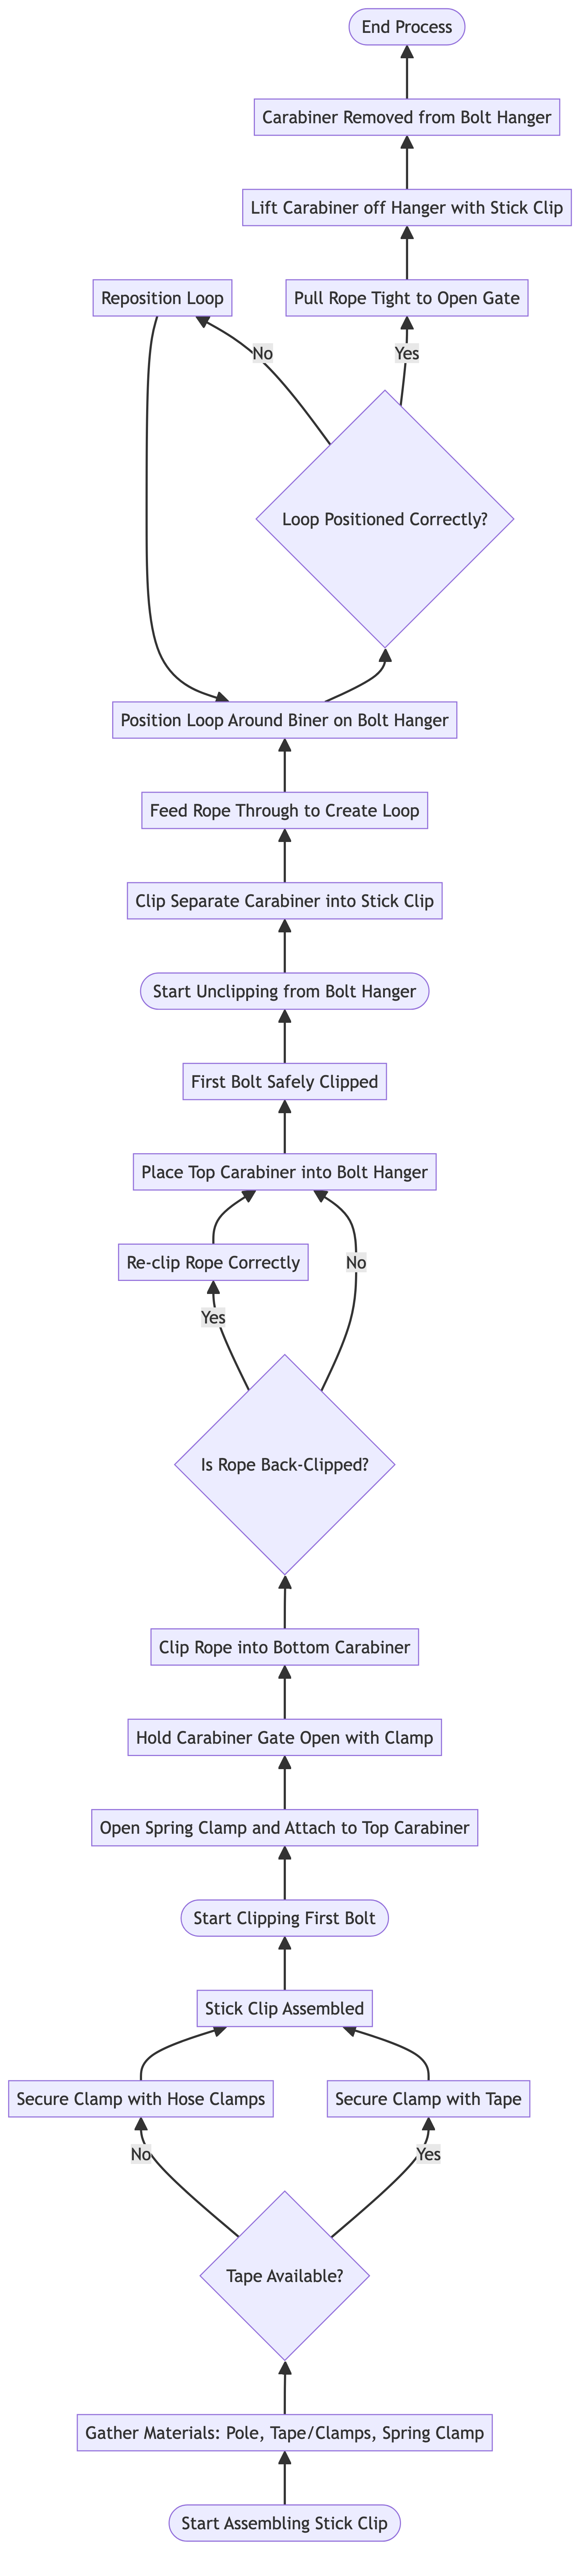 End Process
Carabiner Removed from Bolt Hanger
Lift Carabiner off Hanger with Stick Clip
Reposition Loop
Pull Rope Tight to Open Gate
No
Yes
Loop Positioned Correctly?
Position Loop Around Biner on Bolt Hanger
Feed Rope Through to Create Loop
Clip Separate Carabiner into Stick Clip
Start Unclipping from Bolt Hanger
First Bolt Safely Clipped
Place Top Carabiner into Bolt Hanger
Re-clip Rope Correctly
No
Yes
Is Rope Back-Clipped?
Clip Rope into Bottom Carabiner
Hold Carabiner Gate Open with Clamp
Open Spring Clamp and Attach to Top Carabiner
Start Clipping First Bolt
Stick Clip Assembled
Secure Clamp with Hose Clamps
Secure Clamp with Tape
No
Yes
Tape Available?
Gather Materials: Pole, Tape/Clamps, Spring Clamp
Start Assembling Stick Clip